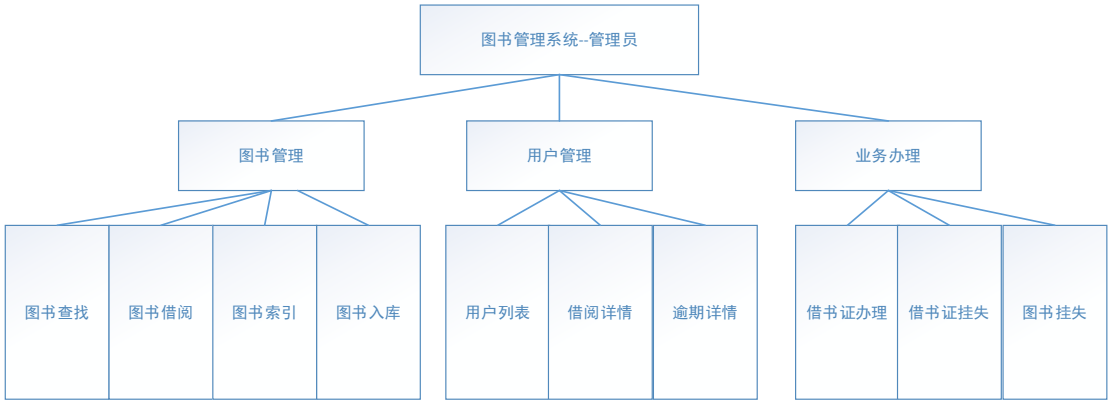 图书管理系统--管理员
图书管理
用户管理
业务办理
图书查找
图书借阅
图书索引
图书入库
用户列表
借阅详情
逾期详情
借书证办理
借书证挂失
图书挂失